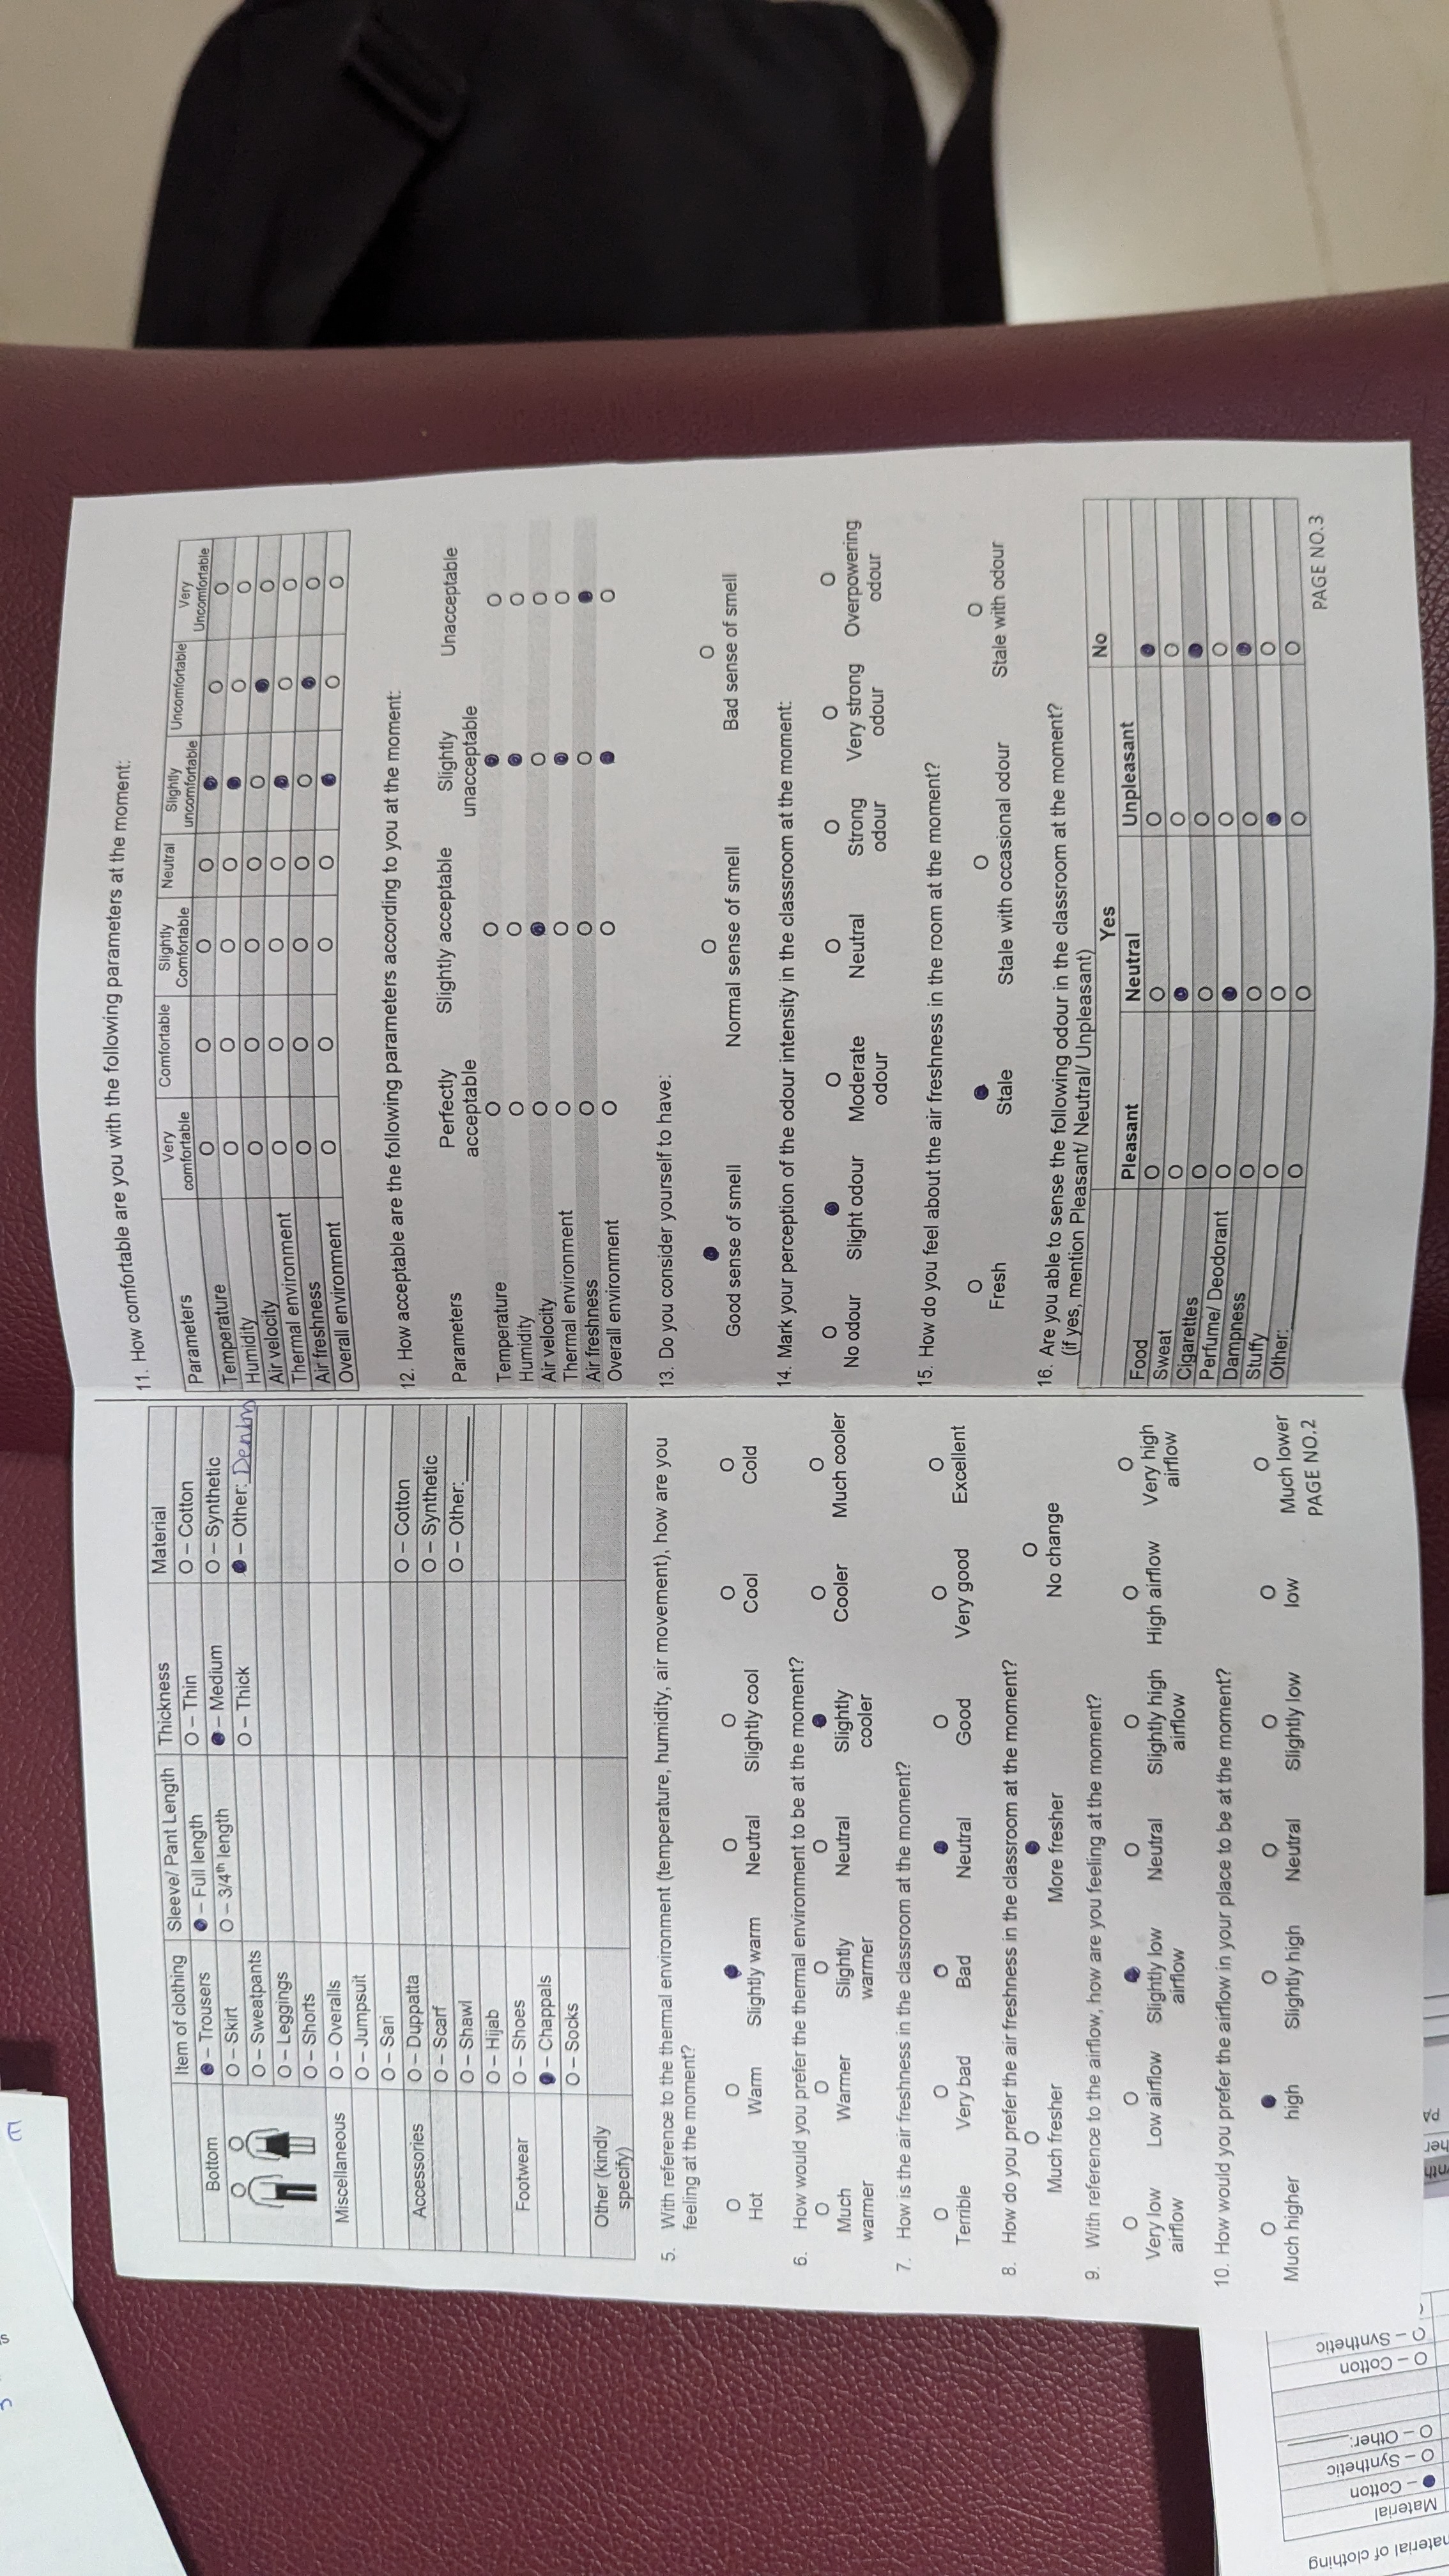 Item of clothing Sleeve/ Pant Length Thickness Material
Bottom
● – Trousers ● – Full length O – Thin O – Cotton
O – Skirt O – 3/4th length ● – Medium O – Synthetic
O – Sweatpants O – Thick ● – Other: Denim
O – Leggings
O – Shorts
Miscellaneous
O – Overalls
O – Jumpsuit
O – Sari
Accessories
O – Duppatta O – Cotton
O – Scarf O – Synthetic
O – Shawl O – Other:
O – Hijab
Footwear
O – Shoes
● – Chappals
O – Socks
Other (kindly
specify)
5. With reference to the thermal environment (temperature, humidity, air movement), how are you
feeling at the moment?
O O ● O O O O
Hot Warm Slightly warm Neutral Slightly cool Cool Cold
6. How would you prefer the thermal environment to be at the moment?
O O O O ● O O
Much Warmer Slightly Neutral Slightly Cooler Much cooler
warmer warmer cooler
7. How is the air freshness in the classroom at the moment?
O O O ● O O O
Terrible Very bad Bad Neutral Good Very good Excellent
8. How do you prefer the air freshness in the classroom at the moment?
O ● O
Much fresher More fresher No change
9. With reference to the airflow, how are you feeling at the moment?
O O ● O O O O
Very low Low airflow Slightly low Neutral Slightly high High airflow Very high
airflow airflow airflow airflow
10. How would you prefer the airflow in your place to be at the moment?
O ● O O O O O
Much higher high Slightly high Neutral Slightly low low Much lower
PAGE NO.2
11. How comfortable are you with the following parameters at the moment:
Parameters Very Comfortable Slightly Neutral Slightly Uncomfortable Very
comfortable Comfortable uncomfortable Uncomfortable
Temperature O O O O ● O O
Humidity O O O O ● O O
Air velocity O O O O O ● O
Thermal environment O O O O ● O O
Air freshness O O O O O ● O
Overall environment O O O O ● O O
12. How acceptable are the following parameters according to you at the moment:
Parameters Perfectly Slightly acceptable Slightly Unacceptable
acceptable unacceptable
Temperature O O ● O
Humidity O O ● O
Air velocity O ● O O
Thermal environment O O ● O
Air freshness O O O ●
Overall environment O O ● O
13. Do you consider yourself to have:
● O O
Good sense of smell Normal sense of smell Bad sense of smell
14. Mark your perception of the odour intensity in the classroom at the moment:
O ● O O O O O
No odour Slight odour Moderate Neutral Strong Very strong Overpowering
odour odour odour odour
15. How do you feel about the air freshness in the room at the moment?
O ● O O
Fresh Stale Stale with occasional odour Stale with odour
16. Are you able to sense the following odour in the classroom at the moment?
(if yes, mention Pleasant/ Neutral/ Unpleasant)
Yes No
Pleasant Neutral Unpleasant
Food O O O ●
Sweat O ● O O
Cigarettes O O O ●
Perfume/ Deodorant O ● O O
Dampness O O O ●
Stuffy O O ● O
Other: O O O O
PAGE NO.3
material of clothing
Material
● – Cotton
O – Synthetic
O – Other:
O – Cotton
O – Synthetic